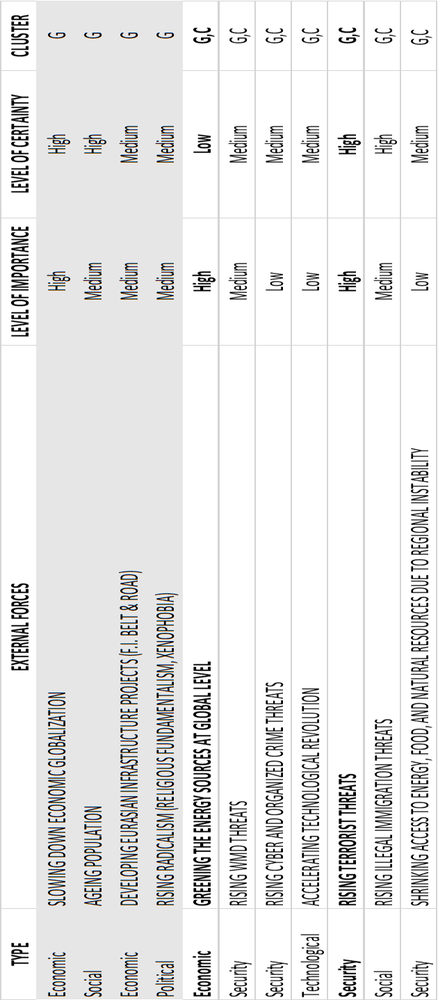 TYPE EXTERNAL FORCES LEVEL OF IMPORTANCE LEVEL OF CERTAINTY CLUSTER
Economic SLOWING DOWN ECONOMIC GLOBALIZATION High High G
Social AGEING POPULATION Medium High G
Economic DEVELOPING EURASIAN INFRASTRUCTURE PROJECTS (F.I. BELT & ROAD) Medium Medium G
Political RISING RADICALISM (RELIGIOUS FUNDAMENTALISM, XENOPHOBIA) Medium Medium G
Economic GREENING THE ENERGY SOURCES AT GLOBAL LEVEL High Low G,C
Security RISING WMD THREATS Medium Medium G,C
Security RISING CYBER AND ORGANIZED CRIME THREATS Low Medium G,C
Technological ACCELERATING TECHNOLOGICAL REVOLUTION Low Medium G,C
Security RISING TERRORIST THREATS High High G,C
Social RISING ILLEGAL IMMIGRATION THREATS Medium High G,C
Security SHRINKING ACCESS TO ENERGY, FOOD, AND NATURAL RESOURCES DUE TO REGIONAL INSTABILITY Low Medium G,C